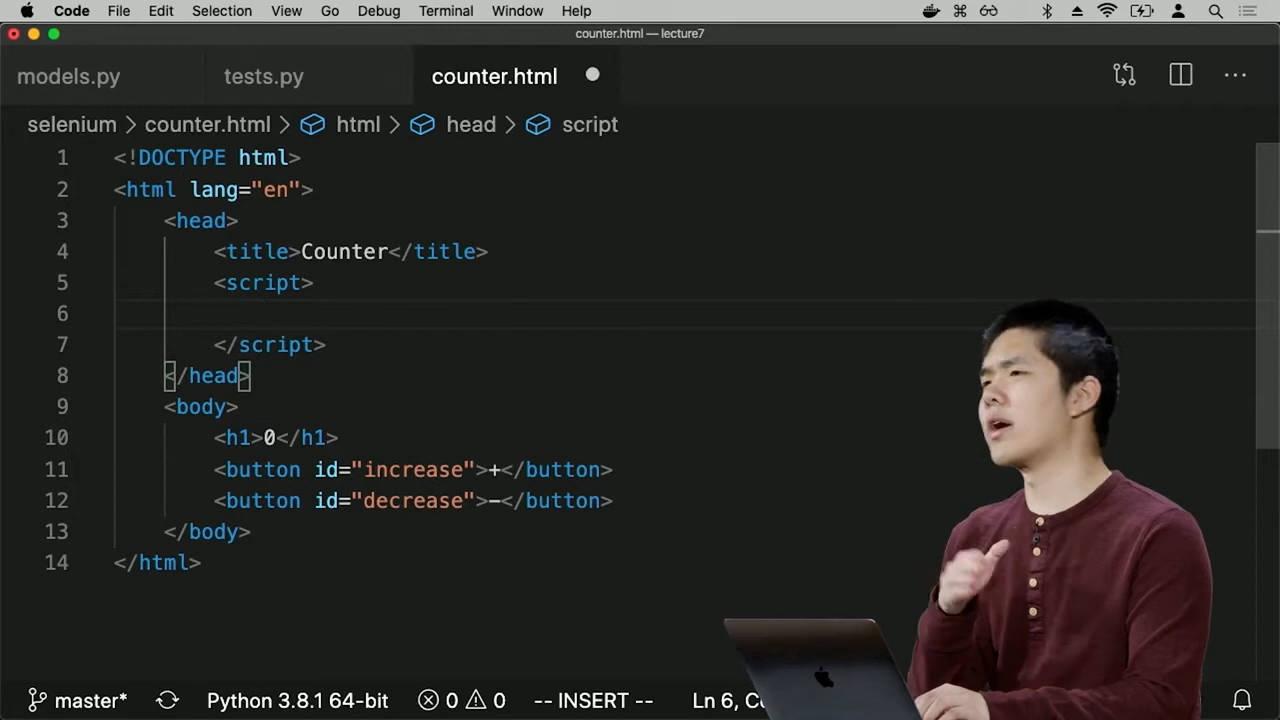 Code File Edit Selection View Go Debug Terminal Window Help
counter.html — lecture7
models.py tests.py counter.html
selenium > counter.html > html > head > script
1 <!DOCTYPE html>
2 <html lang="en">
3 <head>
4 <title>Counter</title>
5 <script>
6
7 </script>
8 </head>
9 <body>
10 <h1>0</h1>
11 <button id="increase">+</button>
12 <button id="decrease">-</button>
13 </body>
14 </html>
master* Python 3.8.1 64-bit 0 0 -- INSERT -- Ln 6,